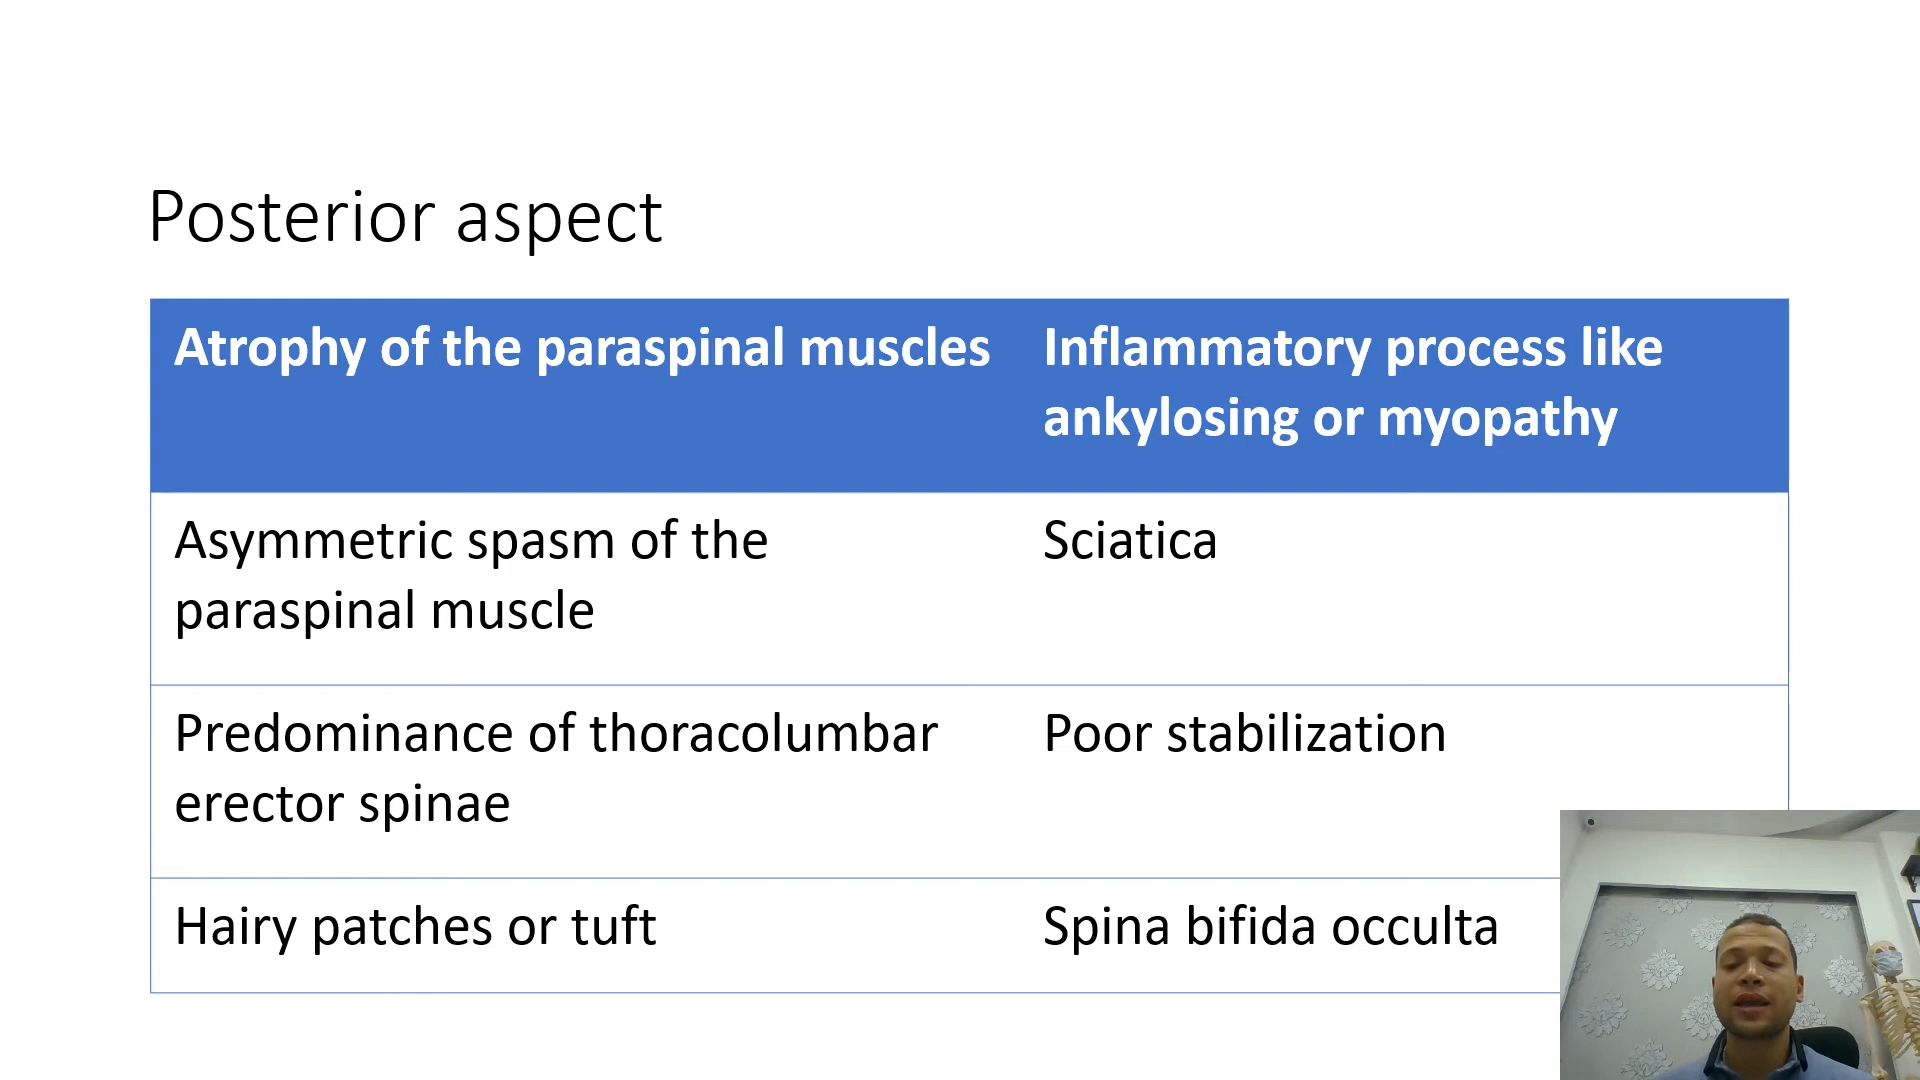 Posterior aspect
Atrophy of the paraspinal muscles
Inflammatory process like
ankylosing or myopathy
Asymmetric spasm of the
paraspinal muscle
Sciatica
Predominance of thoracolumbar
erector spinae
Poor stabilization
Hairy patches or tuft
Spina bifida occulta